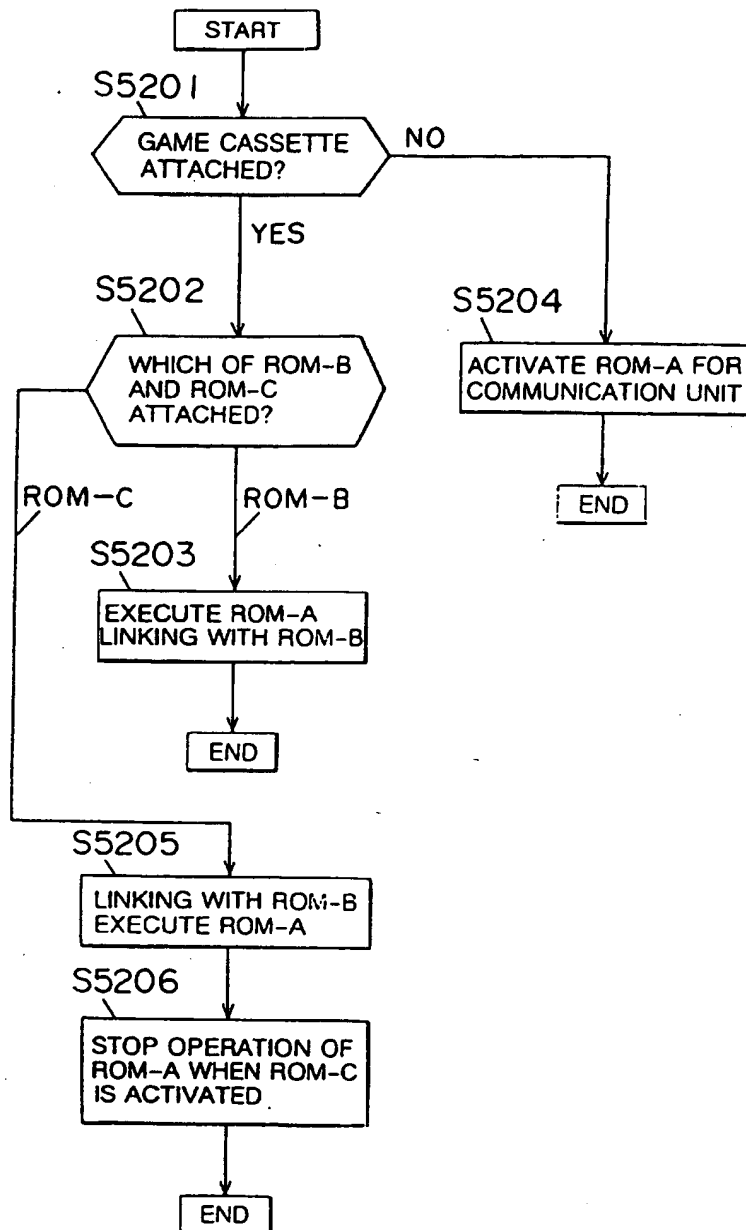 START
S5201
GAME CASSETTE
ATTACHED?
NO
YES
S5202
WHICH OF ROM-B
AND ROM-C
ATTACHED?
S5204
ACTIVATE ROM-A FOR
COMMUNICATION UNIT
END
ROM-C
ROM-B
S5203
EXECUTE ROM-A
LINKING WITH ROM-B
END
S5205
LINKING WITH ROM-B
EXECUTE ROM-A
S5206
STOP OPERATION OF
ROM-A WHEN ROM-C
IS ACTIVATED
END